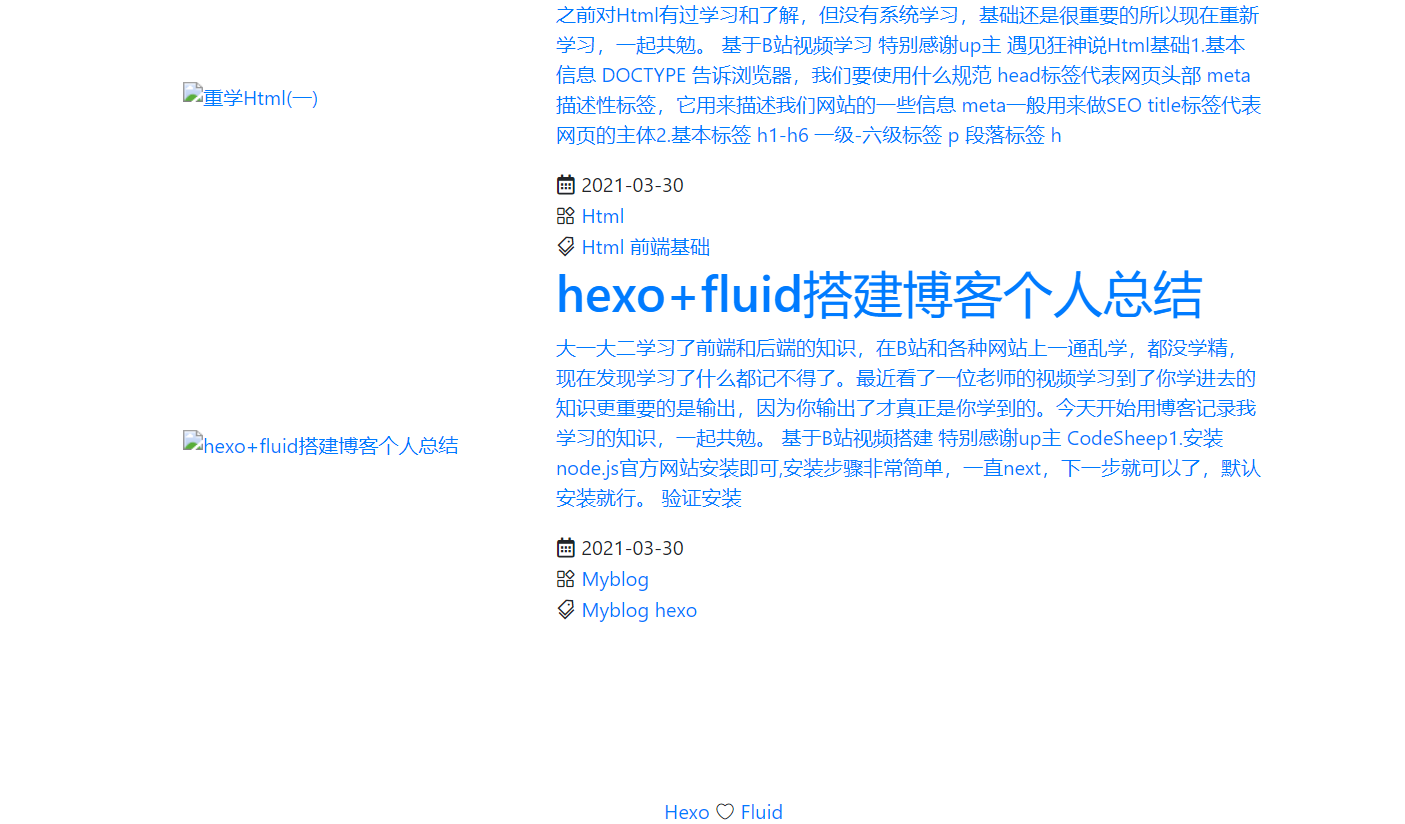 之前对Html有过学习和了解，但没有系统学习，基础还是很重要的所以现在重新
学习，一起共勉。 基于B站视频学习 特别感谢up主 遇见狂神说Html基础1.基本
信息 DOCTYPE 告诉浏览器，我们要使用什么规范 head标签代表网页头部 meta
描述性标签，它用来描述我们网站的一些信息 meta一般用来做SEO title标签代表
网页的主体2.基本标签 h1-h6 一级-六级标签 p 段落标签 h
重学Html(一)
2021-03-30
Html
Html 前端基础
hexo+fluid搭建博客个人总结
大一大二学习了前端和后端的知识，在B站和各种网站上一通乱学，都没学精，
现在发现学习了什么都记不得了。最近看了一位老师的视频学习到了你学进去的
知识更重要的是输出，因为你输出了才真正是你学到的。今天开始用博客记录我
学习的知识，一起共勉。 基于B站视频搭建 特别感谢up主 CodeSheep1.安装
node.js官方网站安装即可,安装步骤非常简单，一直next，下一步就可以了，默认
安装就行。 验证安装
hexo+fluid搭建博客个人总结
2021-03-30
Myblog
Myblog hexo
Hexo ♡ Fluid